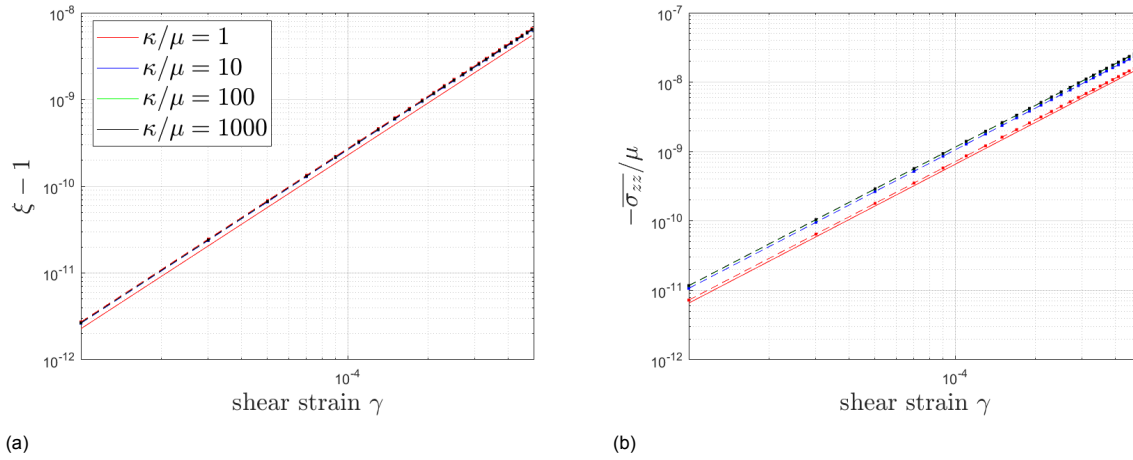 10⁻⁸
κ/μ = 1
κ/μ = 10
κ/μ = 100
κ/μ = 1000
10⁻⁹
10⁻¹⁰
10⁻¹¹
10⁻¹²
ξ − 1
10⁻⁴
shear strain γ
(a)
10⁻⁷
10⁻⁸
10⁻⁹
10⁻¹⁰
10⁻¹¹
10⁻¹²
−σ̅z̅z̅/μ
10⁻⁴
shear strain γ
(b)